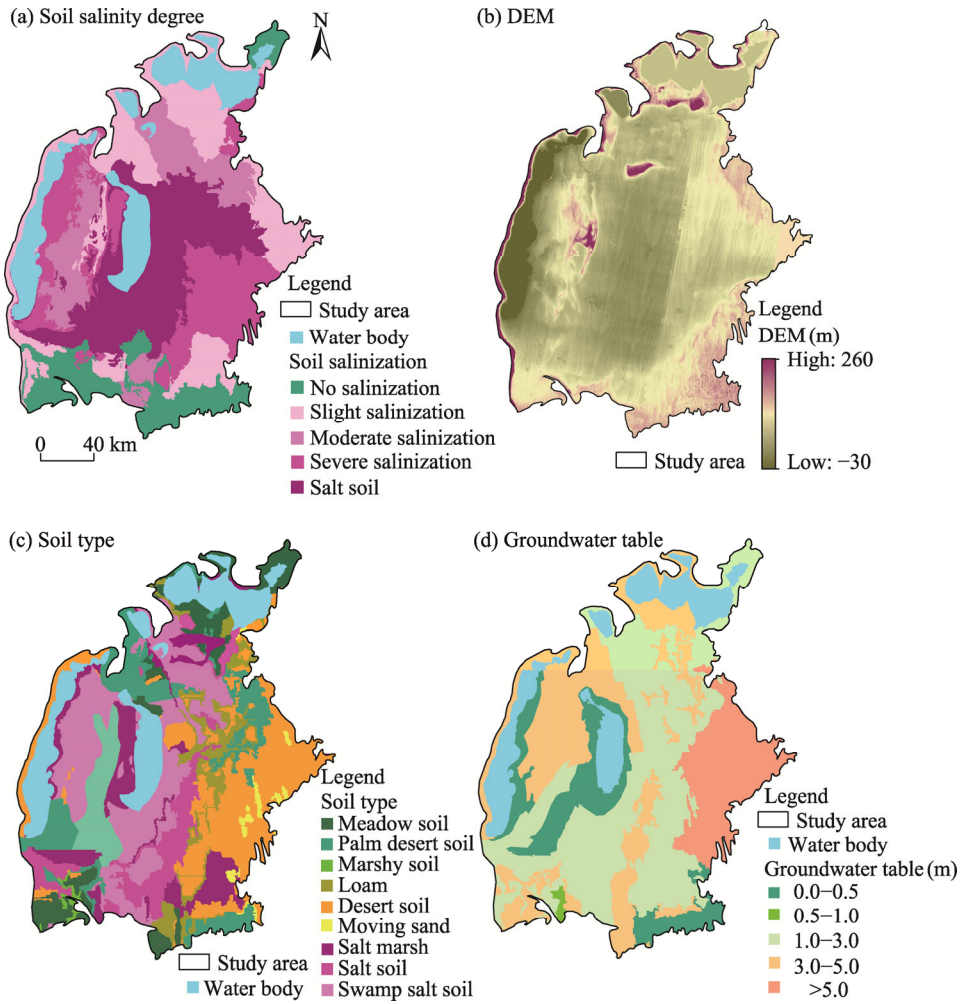 (a) Soil salinity degree
N
Legend
Study area
Water body
Soil salinization
No salinization
Slight salinization
Moderate salinization
Severe salinization
Salt soil
0 40 km
(b) DEM
Legend
DEM (m)
High: 260
Low: −30
Study area
(c) Soil type
Legend
Soil type
Meadow soil
Palm desert soil
Marshy soil
Loam
Desert soil
Moving sand
Salt marsh
Salt soil
Swamp salt soil
Study area
Water body
(d) Groundwater table
Legend
Study area
Water body
Groundwater table (m)
0.0−0.5
0.5−1.0
1.0−3.0
3.0−5.0
>5.0